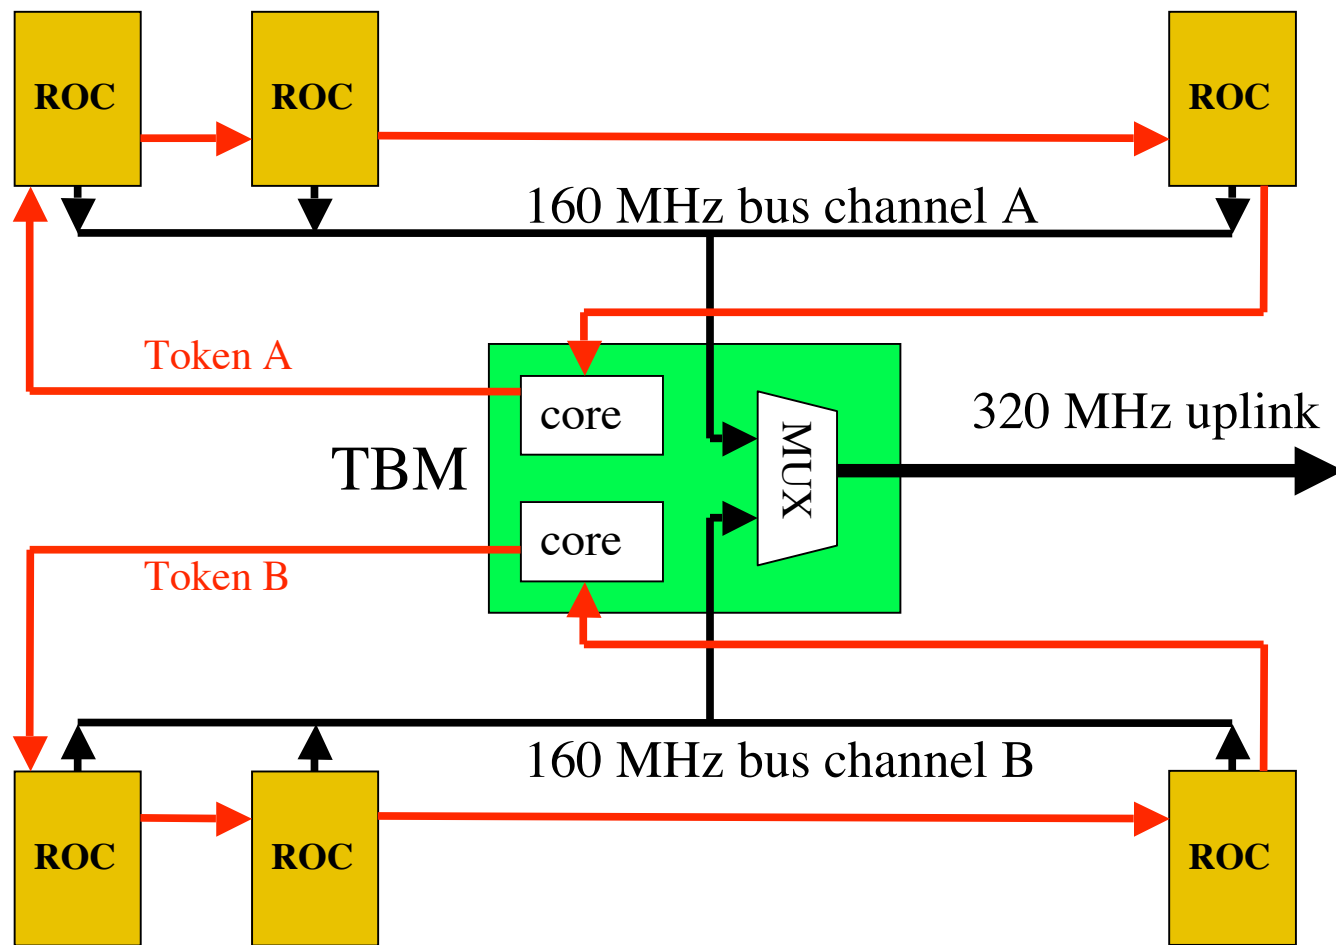 ROC ROC ROC
160 MHz bus channel A
Token A
core
320 MHz uplink
MUX
TBM
core
Token B
160 MHz bus channel B
ROC ROC ROC